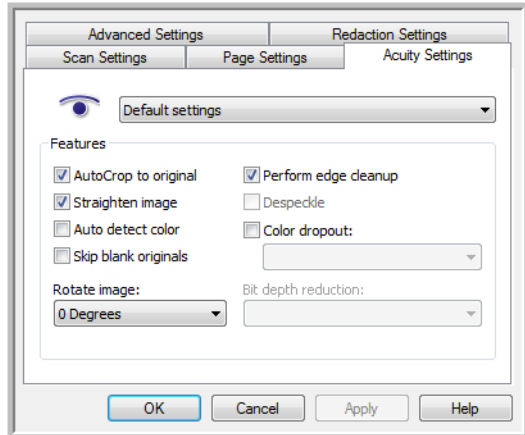 Advanced Settings Redaction Settings
Scan Settings Page Settings Acuity Settings
Default settings
Features
AutoCrop to original Perform edge cleanup
Straighten image Despeckle
Auto detect color Color dropout:
Skip blank originals
Rotate image: Bit depth reduction:
0 Degrees
OK Cancel Apply Help